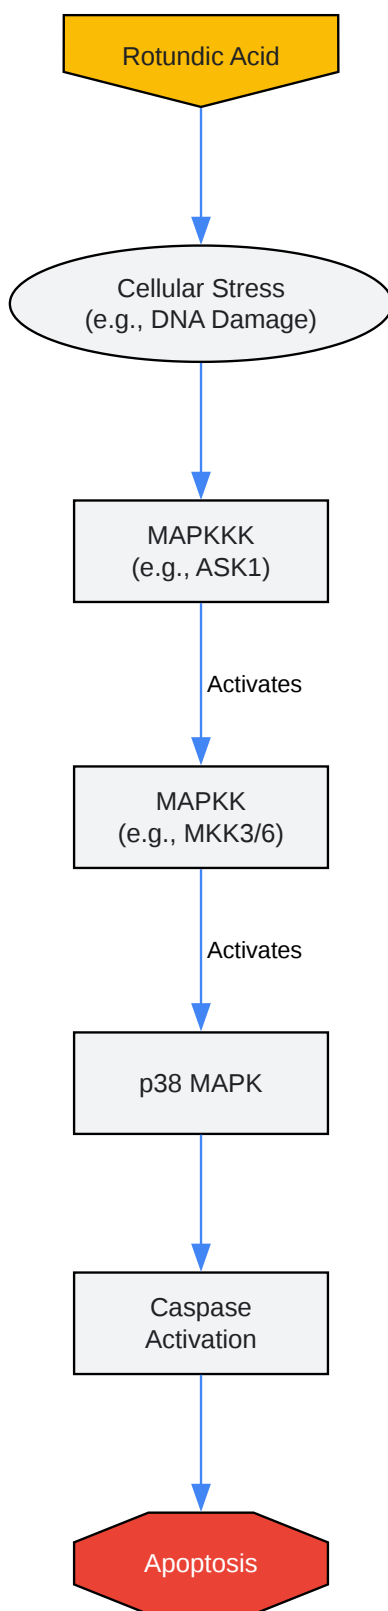 Rotundic Acid
Cellular Stress
(e.g., DNA Damage)
MAPKKK
(e.g., ASK1)
Activates
MAPKK
(e.g., MKK3/6)
Activates
p38 MAPK
Caspase
Activation
Apoptosis